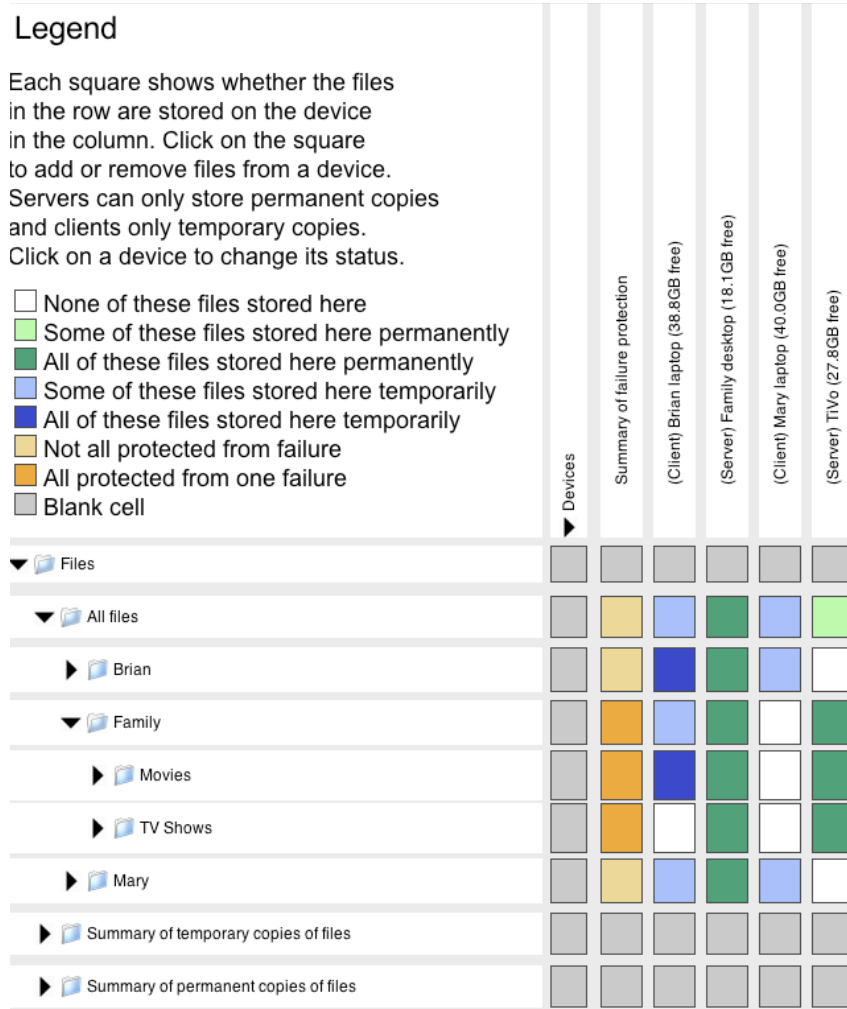 Legend
Each square shows whether the files
in the row are stored on the device
in the column. Click on the square
to add or remove files from a device.
Servers can only store permanent copies
and clients only temporary copies.
Click on a device to change its status.
None of these files stored here
Some of these files stored here permanently
All of these files stored here permanently
Some of these files stored here temporarily
All of these files stored here temporarily
Not all protected from failure
All protected from one failure
Blank cell
Devices
Summary of failure protection
(Client) Brian laptop (38.8GB free)
(Server) Family desktop (18.1GB free)
(Client) Mary laptop (40.0GB free)
(Server) TiVo (27.8GB free)
Files
All files
Brian
Family
Movies
TV Shows
Mary
Summary of temporary copies of files
Summary of permanent copies of files